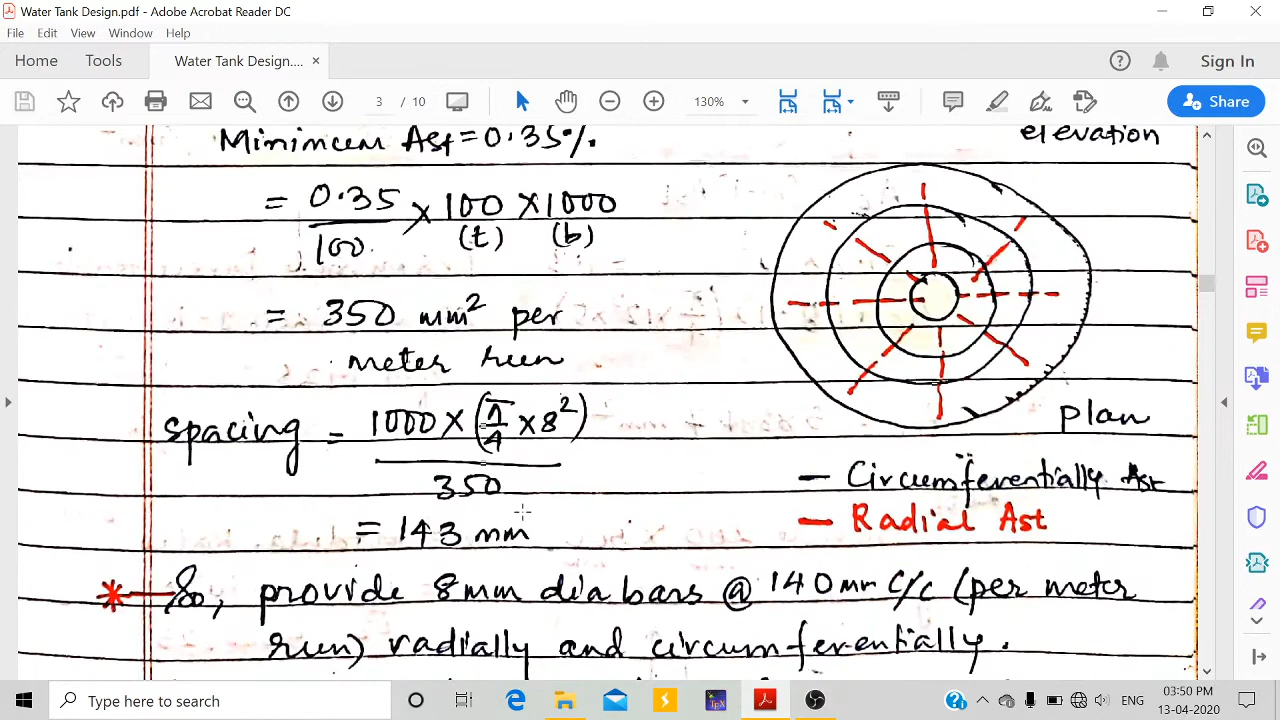 Water Tank Design.pdf - Adobe Acrobat Reader DC
File Edit View Window Help
Home Tools Water Tank Design.... × Sign In
3 / 10 130% Share
Minimum Ast = 0.35%.
elevation
= 0.35/100 × 100 (t) × 1000 (b)
= 350 mm² per
meter run
spacing = 1000 × (π/4 × 8²) / 350
plan
= 143 mm
— Circumferentially Ast
— Radial Ast
* So, provide 8mm dia bars @ 140 mm C/C (per meter
run) radially and circumferentially.
Type here to search
ENG
03:50 PM
13-04-2020